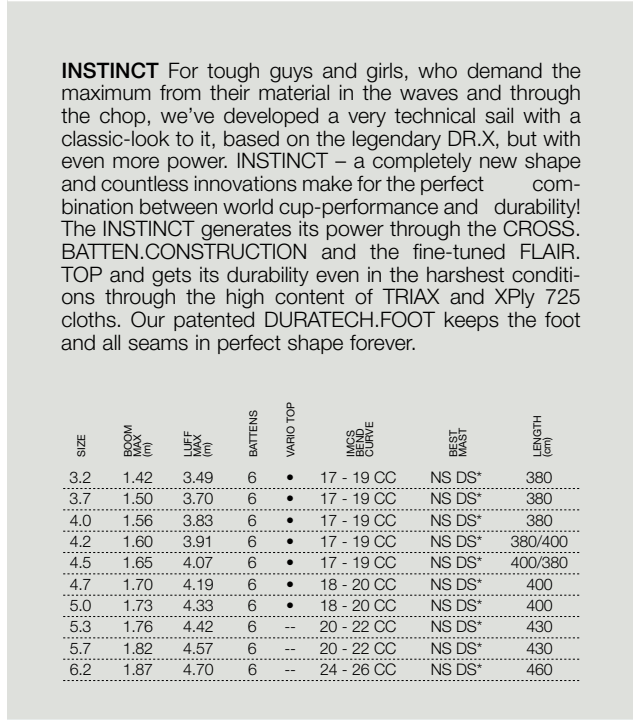 INSTINCT For tough guys and girls, who demand the
maximum from their material in the waves and through
the chop, we’ve developed a very technical sail with a
classic-look to it, based on the legendary DR.X, but with
even more power. INSTINCT – a completely new shape
and countless innovations make for the perfect com-
bination between world cup-performance and durability!
The INSTINCT generates its power through the CROSS.
BATTEN.CONSTRUCTION and the fine-tuned FLAIR.
TOP and gets its durability even in the harshest conditi-
ons through the high content of TRIAX and XPly 725
cloths. Our patented DURATECH.FOOT keeps the foot
and all seams in perfect shape forever.
SIZE BOOM MAX (m) LUFF MAX (m) BATTENS VARIO TOP IMCS BEND CURVE BEST MAST LENGTH (cm)
3.2 1.42 3.49 6 • 17 - 19 CC NS DS* 380
3.7 1.50 3.70 6 • 17 - 19 CC NS DS* 380
4.0 1.56 3.83 6 • 17 - 19 CC NS DS* 380
4.2 1.60 3.91 6 • 17 - 19 CC NS DS* 380/400
4.5 1.65 4.07 6 • 17 - 19 CC NS DS* 400/380
4.7 1.70 4.19 6 • 18 - 20 CC NS DS* 400
5.0 1.73 4.33 6 • 18 - 20 CC NS DS* 400
5.3 1.76 4.42 6 -- 20 - 22 CC NS DS* 430
5.7 1.82 4.57 6 -- 20 - 22 CC NS DS* 430
6.2 1.87 4.70 6 -- 24 - 26 CC NS DS* 460